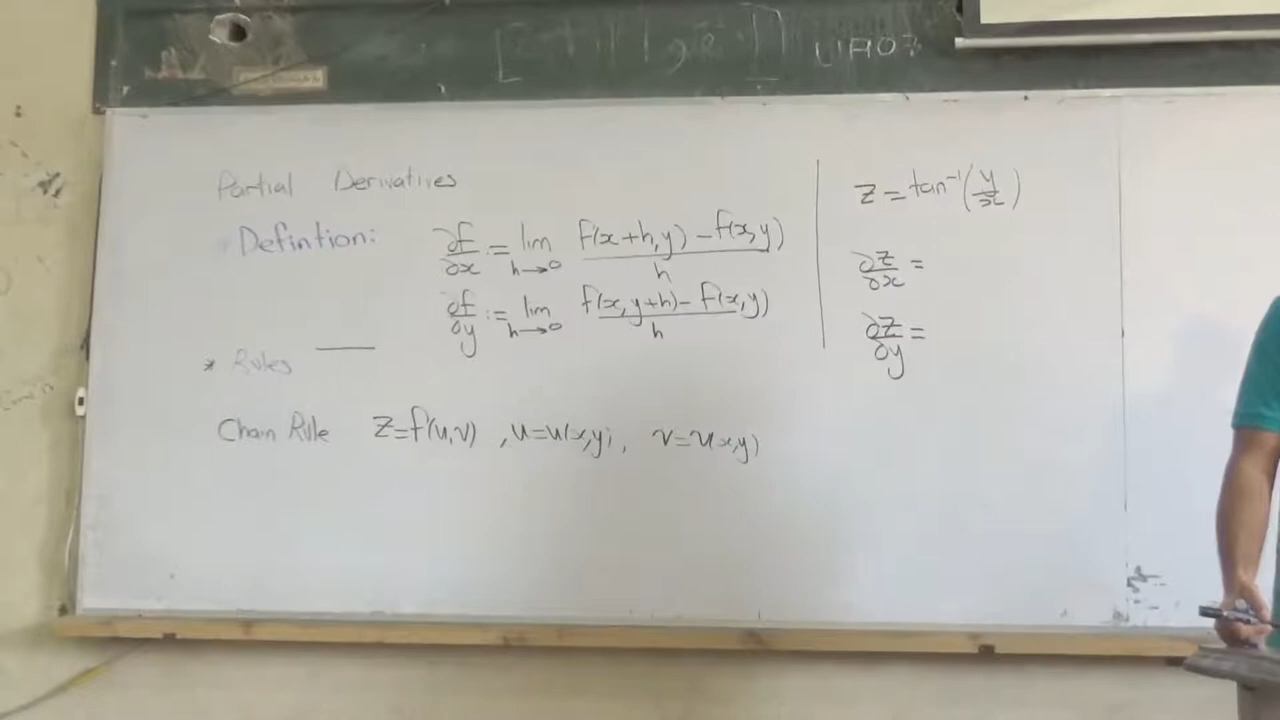 Partial Derivatives
Defintion: ∂f/∂x := lim h→0 f(x+h,y) - f(x,y) / h
∂f/∂y := lim h→0 f(x,y+h) - f(x,y) / h
* Rules
Chain Rule Z=f(u,v) , u=u(x,y), v=v(x,y)
Z = tan⁻¹(y/x)
∂Z/∂x =
∂Z/∂y =